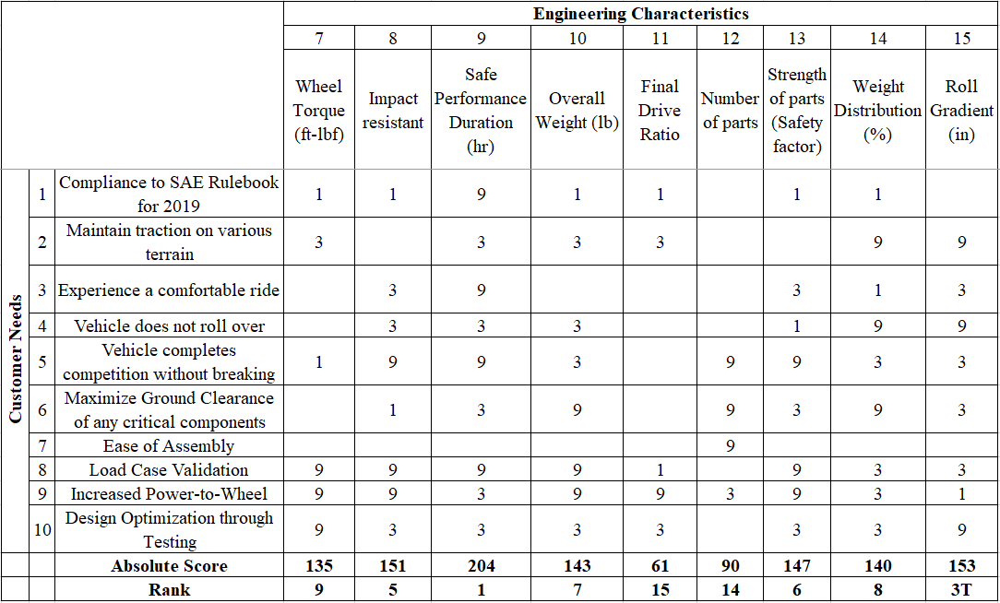 Engineering Characteristics
7 8 9 10 11 12 13 14 15
Wheel Torque (ft-lbf) Impact resistant Safe Performance Duration (hr) Overall Weight (lb) Final Drive Ratio Number of parts Strength of parts (Safety factor) Weight Distribution (%) Roll Gradient (in)
Customer Needs
1 Compliance to SAE Rulebook for 2019 1 1 9 1 1 1 1
2 Maintain traction on various terrain 3 3 3 3 9 9
3 Experience a comfortable ride 3 9 3 1 3
4 Vehicle does not roll over 3 3 3 1 9 9
5 Vehicle completes competition without breaking 1 9 9 3 9 9 3 3
6 Maximize Ground Clearance of any critical components 1 3 9 9 3 9 3
7 Ease of Assembly 9
8 Load Case Validation 9 9 9 9 1 9 3 3
9 Increased Power-to-Wheel 9 9 3 9 9 3 9 3 1
10 Design Optimization through Testing 9 3 3 3 3 3 3 9
Absolute Score 135 151 204 143 61 90 147 140 153
Rank 9 5 1 7 15 14 6 8 3T